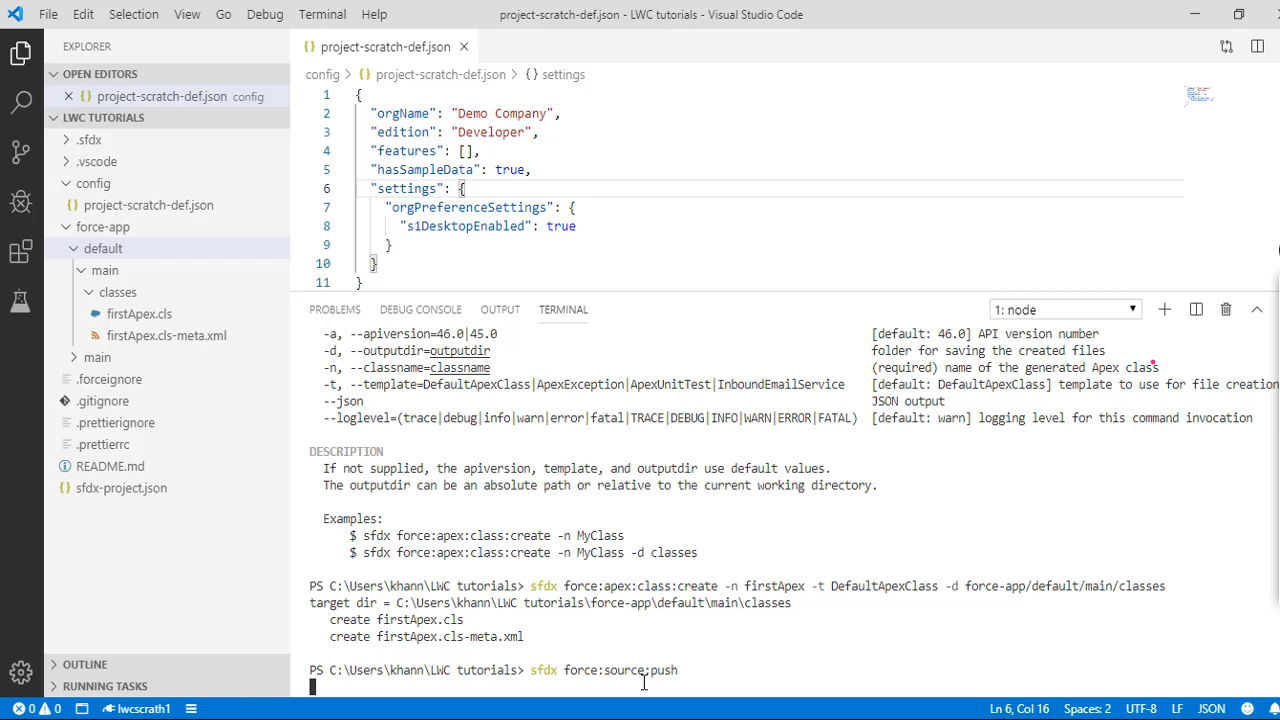 File Edit Selection View Go Debug Terminal Help project-scratch-def.json - LWC tutorials - Visual Studio Code
EXPLORER
OPEN EDITORS
project-scratch-def.json config
LWC TUTORIALS
.sfdx
.vscode
config
project-scratch-def.json
force-app
default
main
classes
firstApex.cls
firstApex.cls-meta.xml
main
.forceignore
.gitignore
.prettierignore
.prettierrc
README.md
sfdx-project.json
OUTLINE
RUNNING TASKS
project-scratch-def.json
config > project-scratch-def.json > {} settings
1 {
2 "orgName": "Demo Company",
3 "edition": "Developer",
4 "features": [],
5 "hasSampleData": true,
6 "settings": {
7 "orgPreferenceSettings": {
8 "s1DesktopEnabled": true
9 }
10 }
11 }
PROBLEMS DEBUG CONSOLE OUTPUT TERMINAL 1: node
-a, --apiversion=46.0|45.0 [default: 46.0] API version number
-d, --outputdir=outputdir folder for saving the created files
-n, --classname=classname (required) name of the generated Apex class
-t, --template=DefaultApexClass|ApexException|ApexUnitTest|InboundEmailService [default: DefaultApexClass] template to use for file creation
--json JSON output
--loglevel=(trace|debug|info|warn|error|fatal|TRACE|DEBUG|INFO|WARN|ERROR|FATAL) [default: warn] logging level for this command invocation
DESCRIPTION
If not supplied, the apiversion, template, and outputdir use default values.
The outputdir can be an absolute path or relative to the current working directory.
Examples:
$ sfdx force:apex:class:create -n MyClass
$ sfdx force:apex:class:create -n MyClass -d classes
PS C:\Users\khann\LWC tutorials> sfdx force:apex:class:create -n firstApex -t DefaultApexClass -d force-app/default/main/classes
target dir = C:\Users\khann\LWC tutorials\force-app\default\main\classes
create firstApex.cls
create firstApex.cls-meta.xml
PS C:\Users\khann\LWC tutorials> sfdx force:source:push
0 0 lwcscrath1 Ln 6, Col 16 Spaces: 2 UTF-8 LF JSON